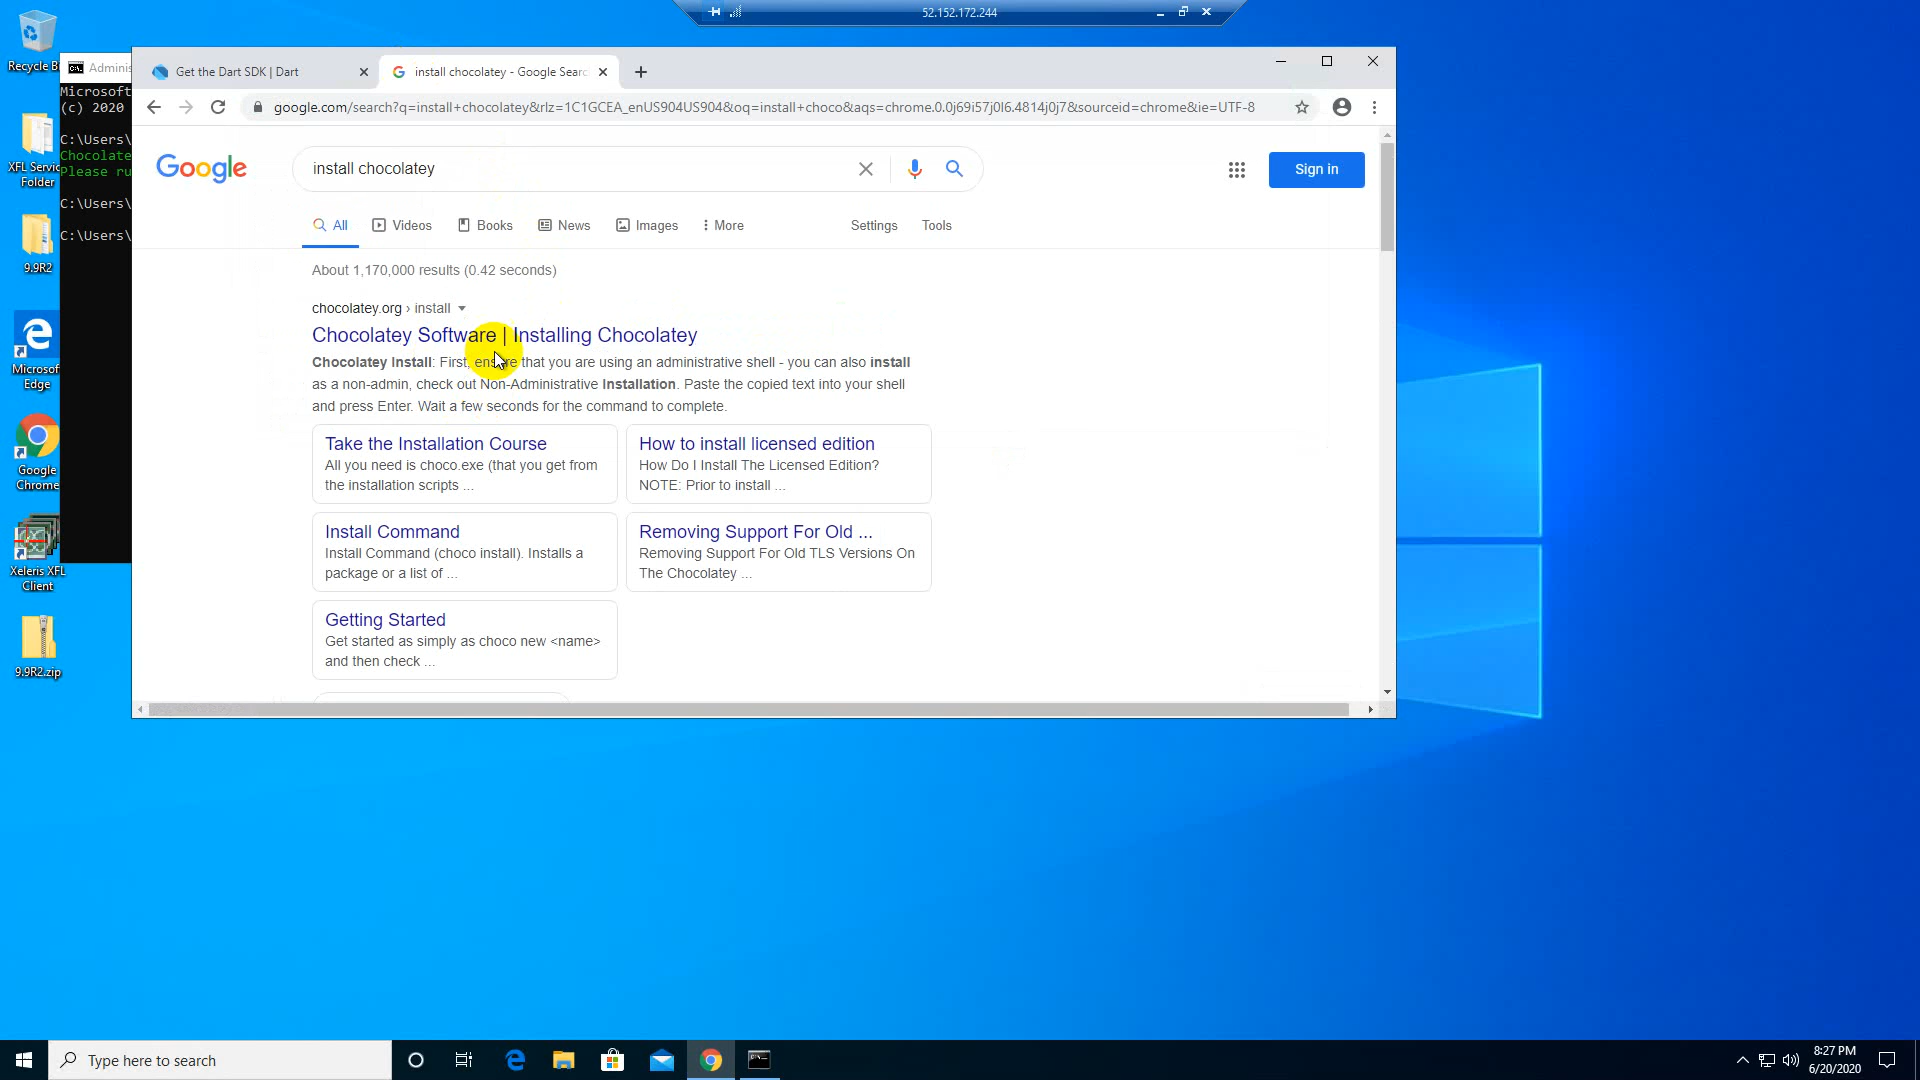 52.152.172.244
Recycle Bi
Adminis
Get the Dart SDK | Dart
install chocolatey - Google Searc
google.com/search?q=install+chocolatey&rlz=1C1GCEA_enUS904US904&oq=install+choco&aqs=chrome.0.0j69i57j0l6.4814j0j7&sourceid=chrome&ie=UTF-8
Microsoft
(c) 2020
C:\Users\
Chocolate
Please ru
C:\Users\
C:\Users\
XFL Servic
Folder
9.9R2
Microsof
Edge
Google
Chrome
Xeleris XFL
Client
9.9R2.zip
Google
install chocolatey
Sign in
All
Videos
Books
News
Images
More
Settings
Tools
About 1,170,000 results (0.42 seconds)
chocolatey.org › install
Chocolatey Software | Installing Chocolatey
Chocolatey Install: First, ensure that you are using an administrative shell - you can also install
as a non-admin, check out Non-Administrative Installation. Paste the copied text into your shell
and press Enter. Wait a few seconds for the command to complete.
Take the Installation Course
All you need is choco.exe (that you get from
the installation scripts ...
How to install licensed edition
How Do I Install The Licensed Edition?
NOTE: Prior to install ...
Install Command
Install Command (choco install). Installs a
package or a list of ...
Removing Support For Old ...
Removing Support For Old TLS Versions On
The Chocolatey ...
Getting Started
Get started as simply as choco new <name>
and then check ...
Type here to search
8:27 PM
6/20/2020